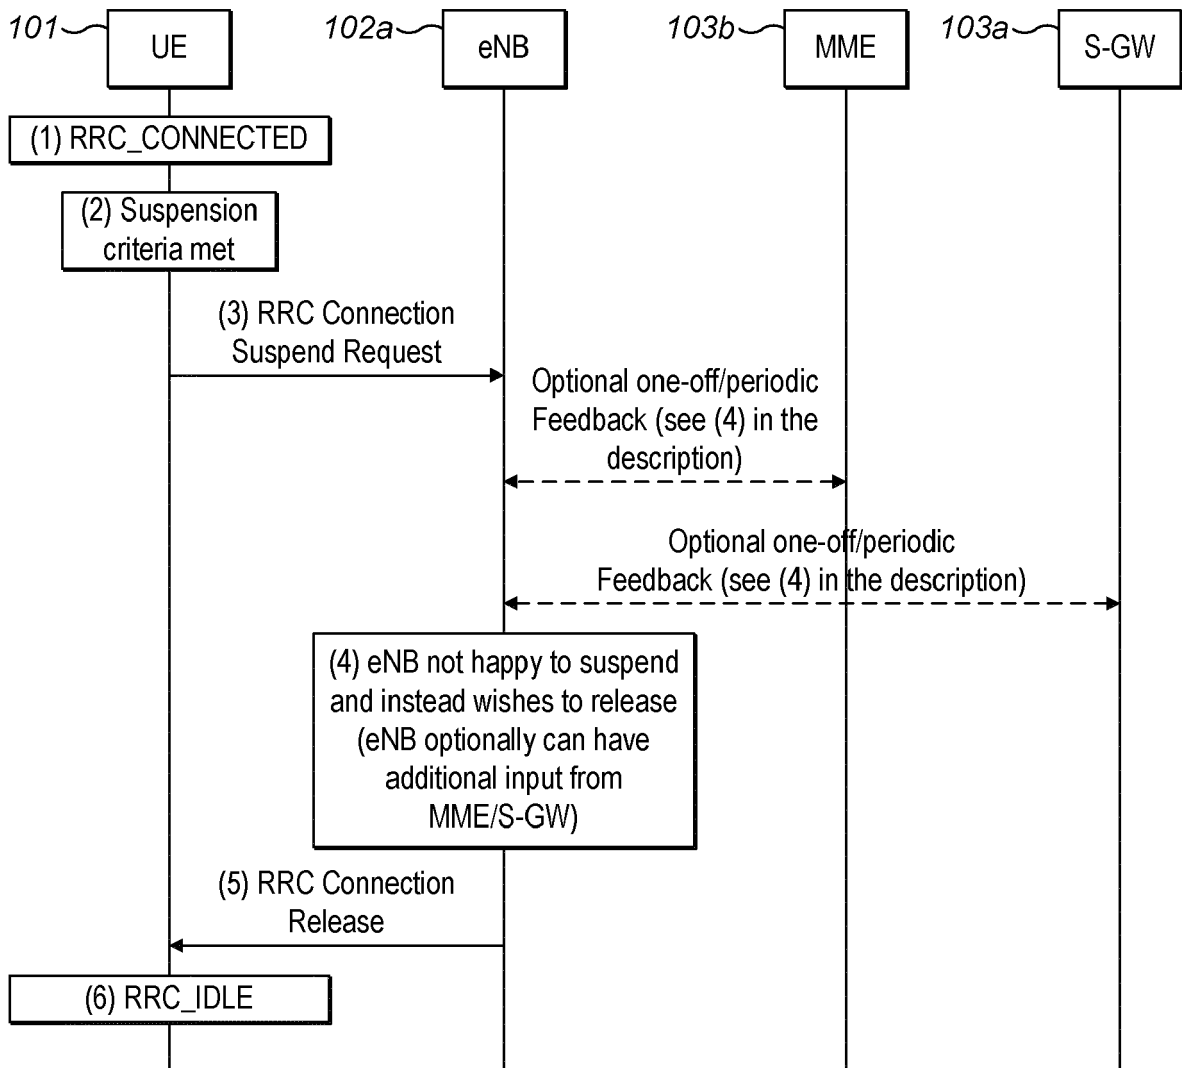 101
UE
102a
eNB
103b
MME
103a
S-GW
(1) RRC_CONNECTED
(2) Suspension
criteria met
(3) RRC Connection
Suspend Request
Optional one-off/periodic
Feedback (see (4) in the
description)
Optional one-off/periodic
Feedback (see (4) in the description)
(4) eNB not happy to suspend
and instead wishes to release
(eNB optionally can have
additional input from
MME/S-GW)
(5) RRC Connection
Release
(6) RRC_IDLE